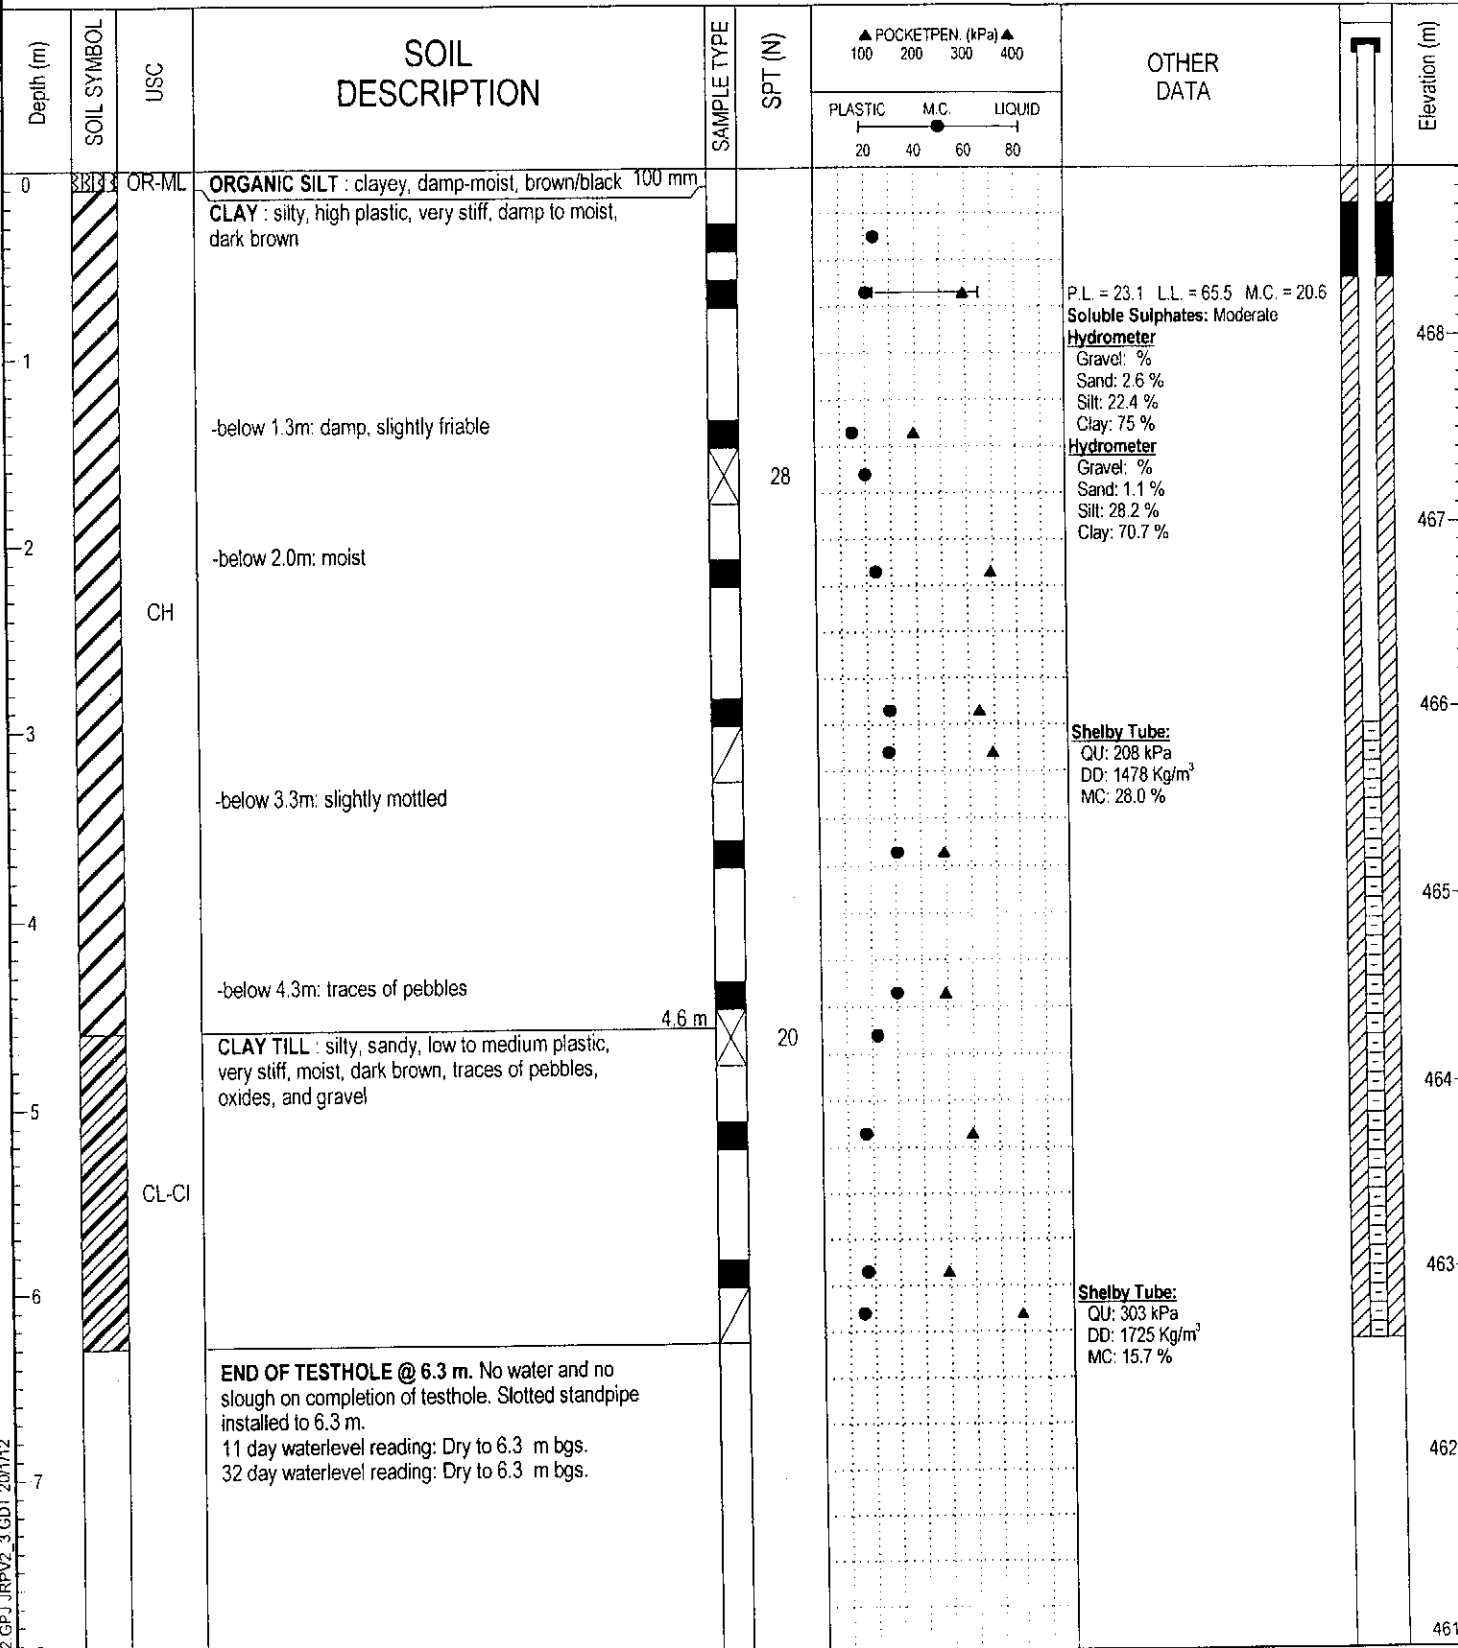 Depth (m)
SOIL SYMBOL
USC
SOIL
DESCRIPTION
SAMPLE TYPE
SPT (N)
▲ POCKETPEN. (kPa) ▲
100 200 300 400
PLASTIC M.C. LIQUID
20 40 60 80
OTHER
DATA
Elevation (m)
0
OR-ML
ORGANIC SILT : clayey, damp-moist, brown/black 100 mm
CLAY : silty, high plastic, very stiff, damp to moist,
dark brown
P.L. = 23.1 L.L. = 65.5 M.C. = 20.6
Soluble Sulphates: Moderate
468
Hydrometer
Gravel: %
1
Sand: 2.6 %
Silt: 22.4 %
Clay: 75 %
-below 1.3m: damp, slightly friable
Hydrometer
Gravel: %
28
Sand: 1.1 %
Silt: 28.2 %
467
Clay: 70.7 %
2
-below 2.0m: moist
CH
466
3
Shelby Tube:
QU: 208 kPa
DD: 1478 Kg/m³
MC: 28.0 %
-below 3.3m: slightly mottled
465
4
-below 4.3m: traces of pebbles
4.6 m
20
CLAY TILL : silty, sandy, low to medium plastic,
very stiff, moist, dark brown, traces of pebbles,
oxides, and gravel
464
5
CL-CI
463
6
Shelby Tube:
QU: 303 kPa
DD: 1725 Kg/m³
MC: 15.7 %
END OF TESTHOLE @ 6.3 m. No water and no
slough on completion of testhole. Slotted standpipe
installed to 6.3 m.
11 day waterlevel reading: Dry to 6.3 m bgs.
32 day waterlevel reading: Dry to 6.3 m bgs.
462
7
461
2.GPJ JRPV2_3.GDT 20/1/12